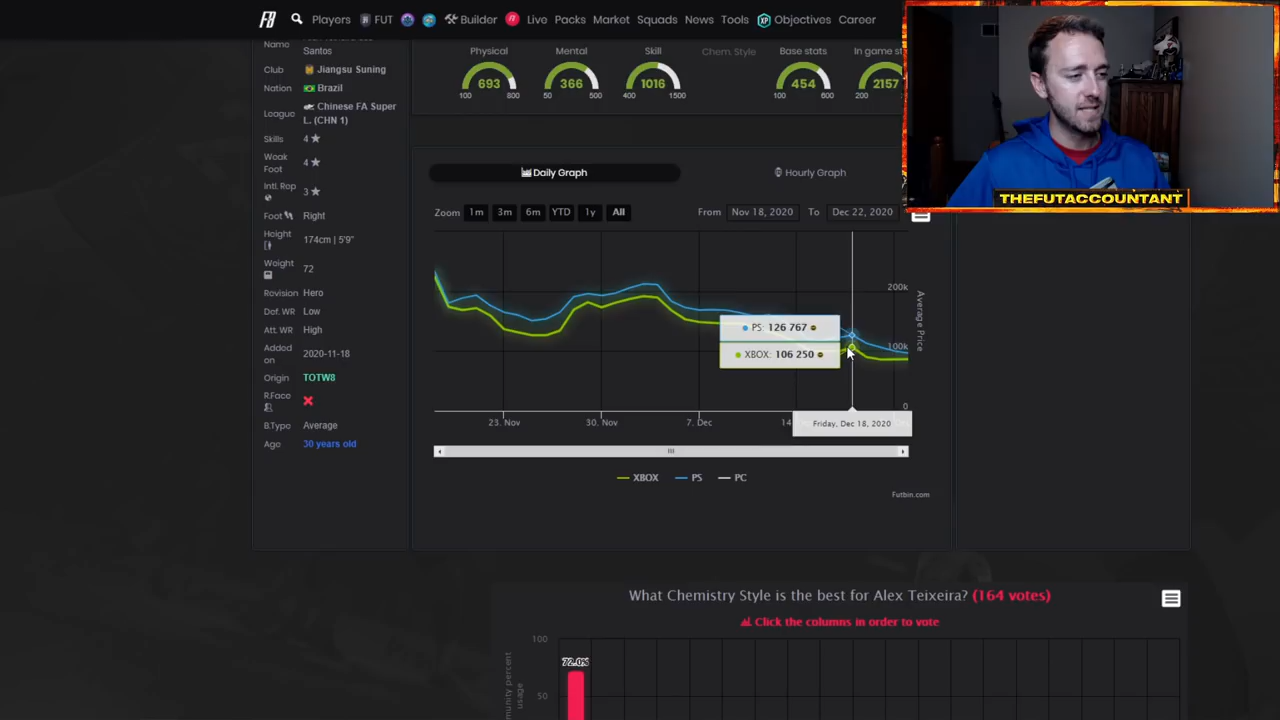 Players FUT Builder Live Packs Market Squads News Tools XP Objectives Career
Name
Santos
Club Jiangsu Suning
Nation Brazil
League Chinese FA Super
L. (CHN 1)
Skills 4
Weak
Foot 4
Intl. Rep 3
Foot Right
Height 174cm | 5'9"
Weight 72
Revision Hero
Def. WR Low
Att. WR High
Added
on 2020-11-18
Origin TOTW8
R.Face
B.Type Average
Age 30 years old
Physical Mental Skill Chem. Style Base stats In game st
693 366 1016 454 2157
100 800 50 500 400 1500 100 600 200
Daily Graph Hourly Graph
Zoom 1m 3m 6m YTD 1y All From Nov 18, 2020 To Dec 22, 2020
200k
100k
0
Average Price
PS: 126 767
XBOX: 106 250
23. Nov 30. Nov 7. Dec 14
Friday, Dec 18, 2020
XBOX PS PC
Futbin.com
THEFUTACCOUNTANT
What Chemistry Style is the best for Alex Teixeira? (164 votes)
Click the columns in order to vote
100
72.0%
50
munity percent
usage